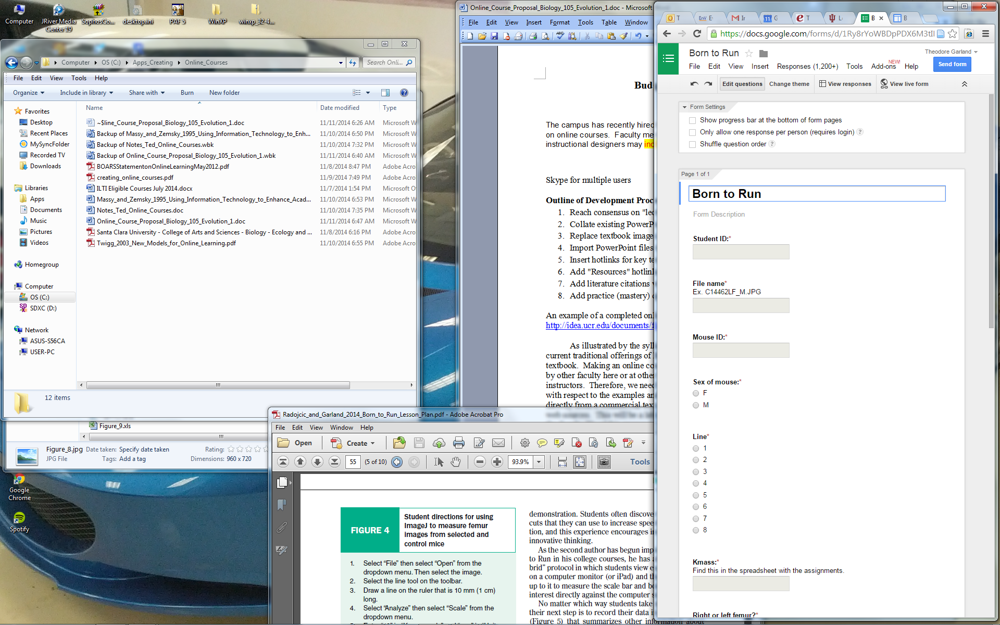 Computer
JRiver Media Center 19
SophosCo...
desktop.ini
PAF 5
WinXP
winxp_32-4...
Computer
OS (C:)
Apps_Creating
Online_Courses
Search Onli...
File Edit View Tools Help
Organize Include in library Share with Burn New folder
Favorites
Desktop
Recent Places
MySyncFolder
Recorded TV
Downloads
Libraries
Apps
Documents
Music
Pictures
Videos
Homegroup
Computer
OS (C:)
SDXC (D:)
Network
ASUS-S56CA
USER-PC
Name Date modified Type
~$line_Course_Proposal_Biology_105_Evolution_1.doc 11/11/2014 6:26 AM Microsoft W
Backup of Massy_and_Zemsky_1995_Using_Information_Technology_to_Enh... 11/10/2014 6:50 PM Microsoft W
Backup of Notes_Ted_Online_Courses.wbk 11/10/2014 7:32 PM Microsoft W
Backup of Online_Course_Proposal_Biology_105_Evolution_1.wbk 11/11/2014 6:40 AM Microsoft W
BOARSStatementonOnlineLearningMay2012.pdf 11/8/2014 8:47 PM Adobe Acro
creating_online_courses.pdf 11/9/2014 7:49 PM Adobe Acro
ILTI Eligible Courses July 2014.docx 11/7/2014 1:54 PM Microsoft O
Massy_and_Zemsky_1995_Using_Information_Technology_to_Enhance_Acad... 11/10/2014 6:53 PM Microsoft W
Notes_Ted_Online_Courses.doc 11/10/2014 7:35 PM Microsoft W
Online_Course_Proposal_Biology_105_Evolution_1.doc 11/11/2014 6:47 AM Microsoft W
Santa Clara University - College of Arts and Sciences - Biology - Ecology and ... 11/8/2014 6:16 PM Adobe Acro
Twigg_2003_New_Models_for_Online_Learning.pdf 11/10/2014 6:55 PM Adobe Acro
12 items
Figure_9.xls
Figure_8.jpg Date taken: Specify date taken Rating:
JPG File Tags: Add a tag Dimensions: 960 x 720
Google Chrome
Spotify
Online_Course_Proposal_Biology_105_Evolution_1.doc - Microsoft
File Edit View Insert Format Tools Table Window
Bud
The campus has recently hired
on online courses. Faculty me
instructional designers may inc
Skype for multiple users
Outline of Development Proc
1. Reach consensus on "lec
2. Collate existing PowerP
3. Replace textbook image
4. Import PowerPoint files
5. Insert hotlinks for key te
6. Add "Resources" hotlink
7. Add literature citations
8. Add practice (mastery)
An example of a completed onl
http://idea.ucr.edu/documents/f
As illustrated by the syll
current traditional offerings of
textbook. Making an online co
by other faculty here or at other
instructors. Therefore, we need
with respect to the examples an
directly from a commercial text
Radojcic_and_Garland_2014_Born_to_Run_Lesson_Plan.pdf - Adobe Acrobat Pro
File Edit View Window Help
Open Create
55 (5 of 10) 93.9% Tools
FIGURE 4
Student directions for using
ImageJ to measure femur
images from selected and
control mice
1. Select “File” then select “Open” from the
dropdown menu. Then select the image.
2. Select the line tool on the toolbar.
3. Draw a line on the ruler that is 10 mm (1 cm)
long.
4. Select “Analyze” then select “Scale” from the
dropdown menu.
demonstration. Students often discove
cuts that they can use to increase spee
tion, and this experience encourages in
innovative thinking.
As the second author has begun imp
to Run in his college courses, he has a
brid” protocol in which students view e
on a computer monitor (or iPad) and th
up to it to measure the scale bar and bo
interest directly against the computer s
No matter which way students take
their next step is to record their data i
(Figure 5) that summarizes other information about
T
EnV E
M Ir
11 G
T
L
B
B
https://docs.google.com/forms/d/1Ry8rYoWBDpPDX6M3tII
Born to Run
Theodore Garland
File Edit View Insert Responses (1,200+) Tools Add-ons NEW! Help
Send form
Edit questions Change theme View responses View live form
Form Settings
Show progress bar at the bottom of form pages
Only allow one response per person (requires login) ?
Shuffle question order ?
Page 1 of 1
Born to Run
Form Description
Student ID:*
File name*
Ex. C14462LF_M.JPG
Mouse ID:*
Sex of mouse:*
F
M
Line*
1
2
3
4
5
6
7
8
Kmass:*
Find this in the spreadsheet with the assignments.
Right or left femur?*